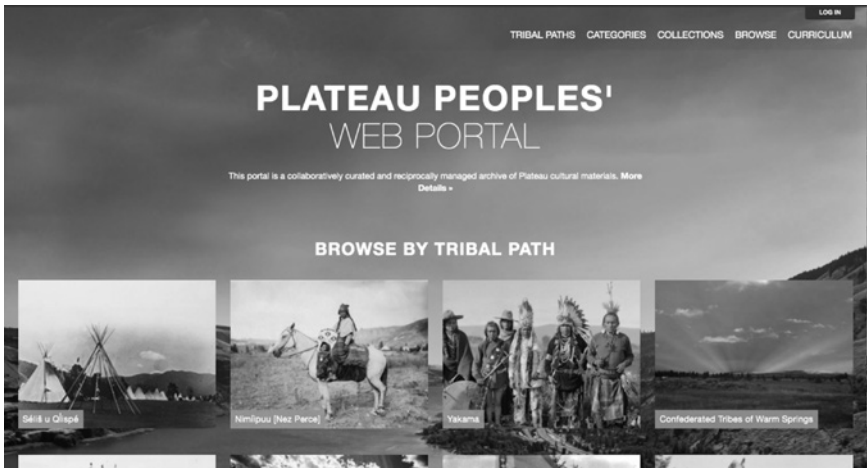 LOG IN
TRIBAL PATHS CATEGORIES COLLECTIONS BROWSE CURRICULUM
PLATEAU PEOPLES'
WEB PORTAL
This portal is a collaboratively curated and reciprocally managed archive of Plateau cultural materials. More
Details »
BROWSE BY TRIBAL PATH
Séliš u Ql̓ispé
Nimíipuu [Nez Perce]
Yakama
Confederated Tribes of Warm Springs